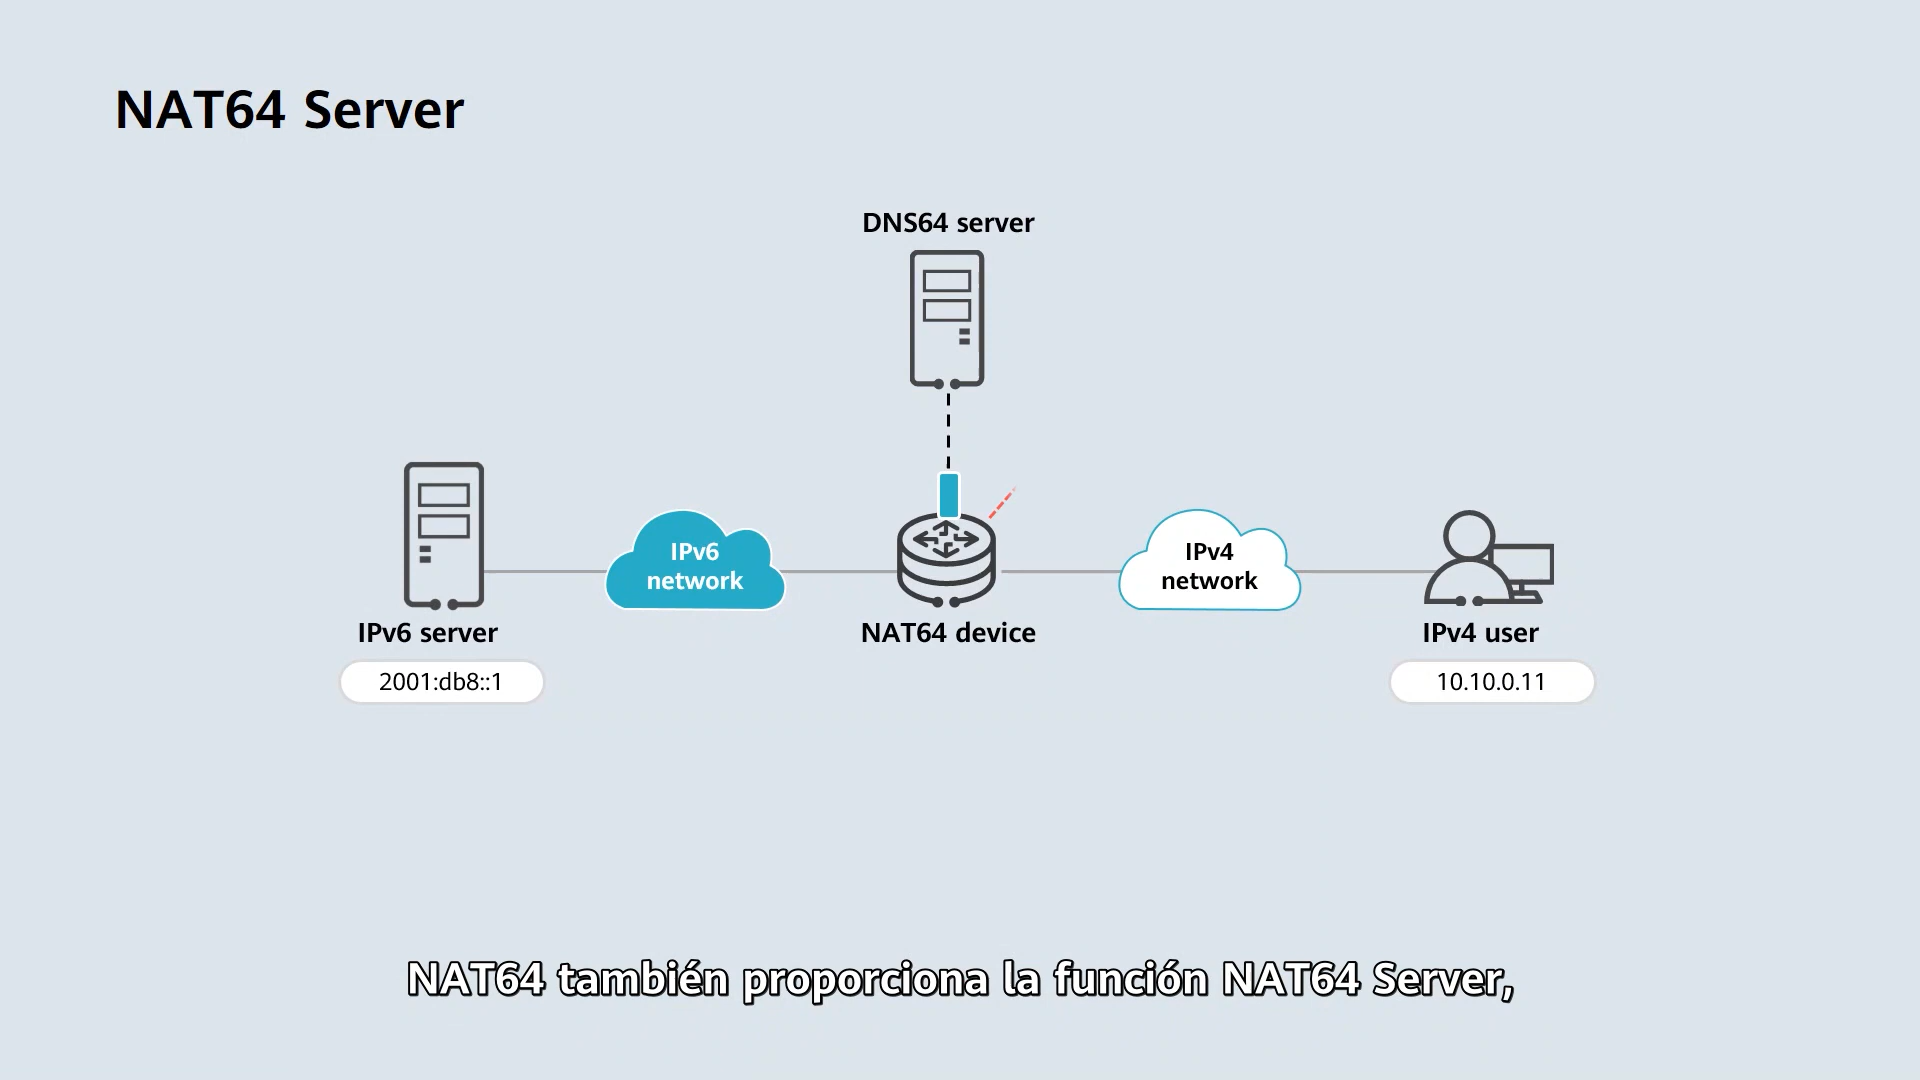 NAT64 Server
DNS64 server
IPv6
network
IPv4
network
IPv6 server
NAT64 device
IPv4 user
2001:db8::1
10.10.0.11
NAT64 también proporciona la función NAT64 Server,